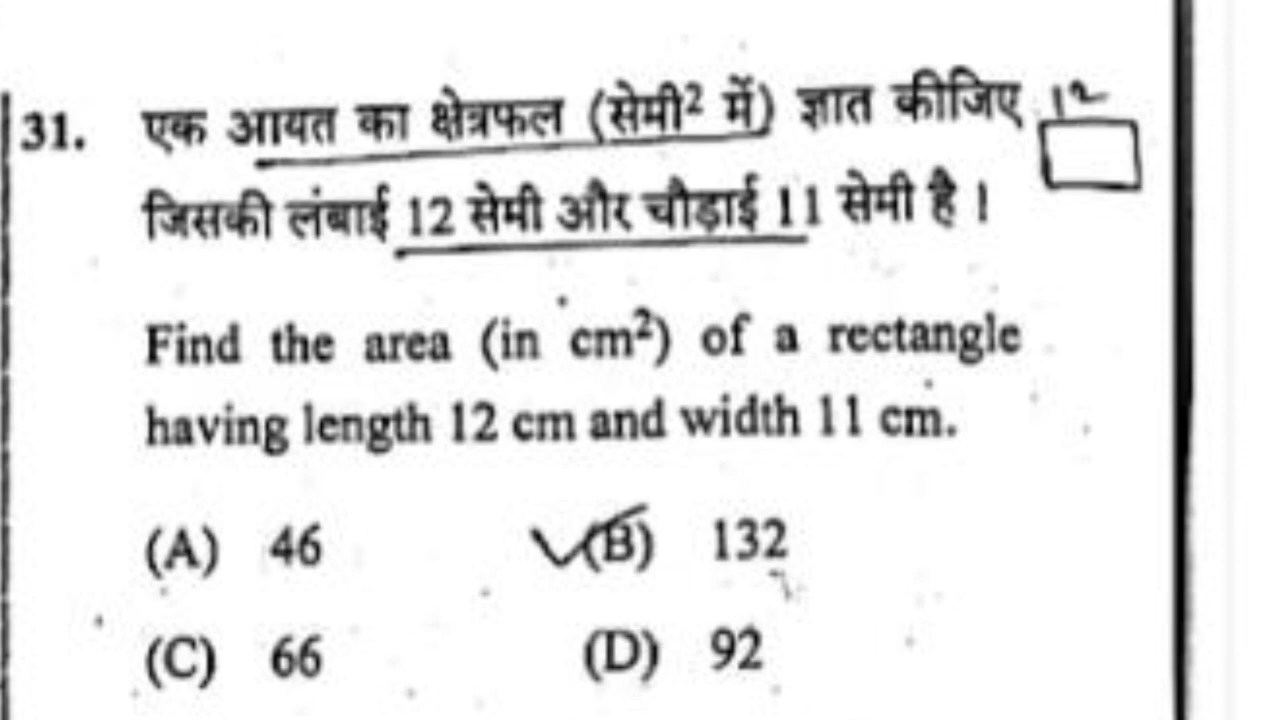 31. एक आयत का क्षेत्रफल (सेमी² में) ज्ञात कीजिए 12
जिसकी लंबाई 12 सेमी और चौड़ाई 11 सेमी है ।
Find the area (in cm²) of a rectangle
having length 12 cm and width 11 cm.
(A) 46 (B) 132
(C) 66 (D) 92